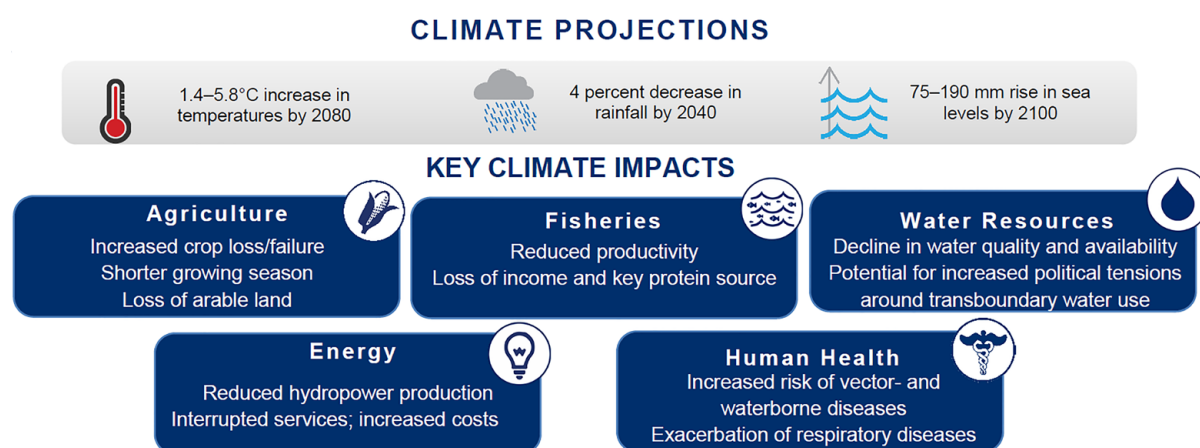 CLIMATE PROJECTIONS
1.4–5.8°C increase in
temperatures by 2080
4 percent decrease in
rainfall by 2040
75–190 mm rise in sea
levels by 2100
KEY CLIMATE IMPACTS
Agriculture
Increased crop loss/failure
Shorter growing season
Loss of arable land
Fisheries
Reduced productivity
Loss of income and key protein source
Water Resources
Decline in water quality and availability
Potential for increased political tensions
around transboundary water use
Energy
Reduced hydropower production
Interrupted services; increased costs
Human Health
Increased risk of vector- and
waterborne diseases
Exacerbation of respiratory diseases